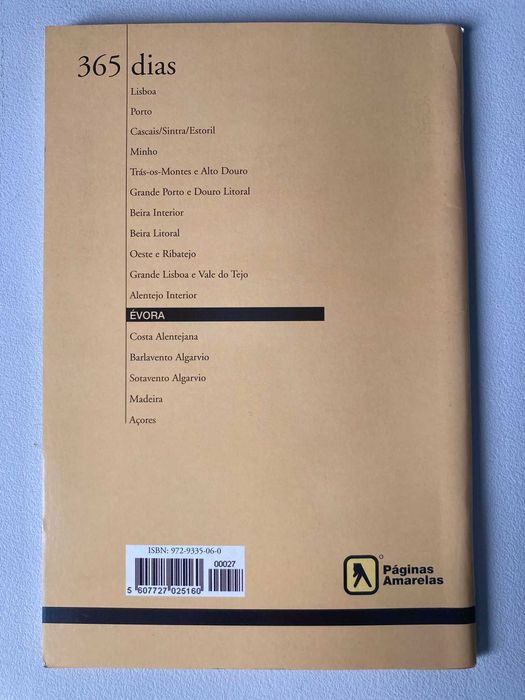 365 dias
Lisboa
Porto
Cascais/Sintra/Estoril
Minho
Trás-os-Montes e Alto Douro
Grande Porto e Douro Litoral
Beira Interior
Beira Litoral
Oeste e Ribatejo
Grande Lisboa e Vale do Tejo
Alentejo Interior
ÉVORA
Costa Alentejana
Barlavento Algarvio
Sotavento Algarvio
Madeira
Açores
ISBN: 972-9335-06-0
00027
5 607727 025160
Páginas
Amarelas